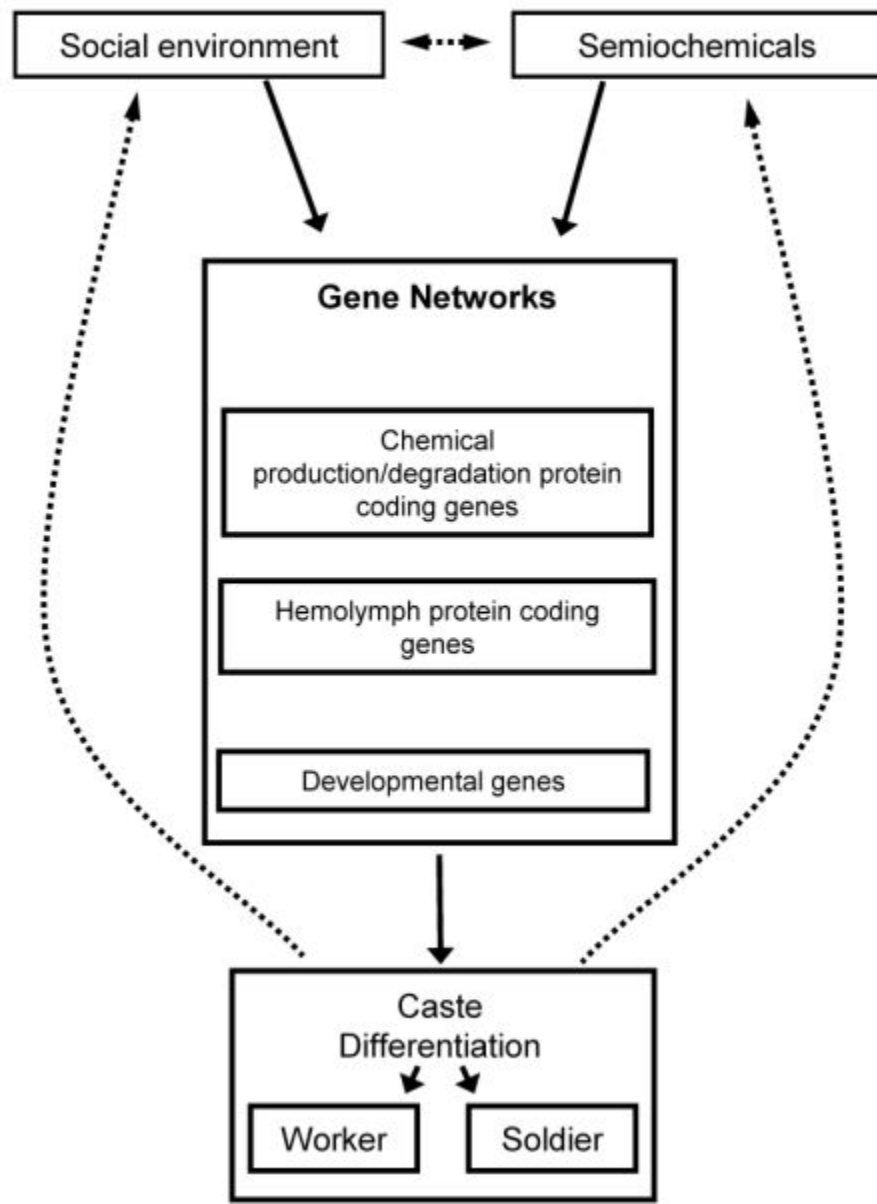 Social environment
Semiochemicals
Gene Networks
Chemical
production/degradation protein
coding genes
Hemolymph protein coding
genes
Developmental genes
Caste
Differentiation
Worker
Soldier